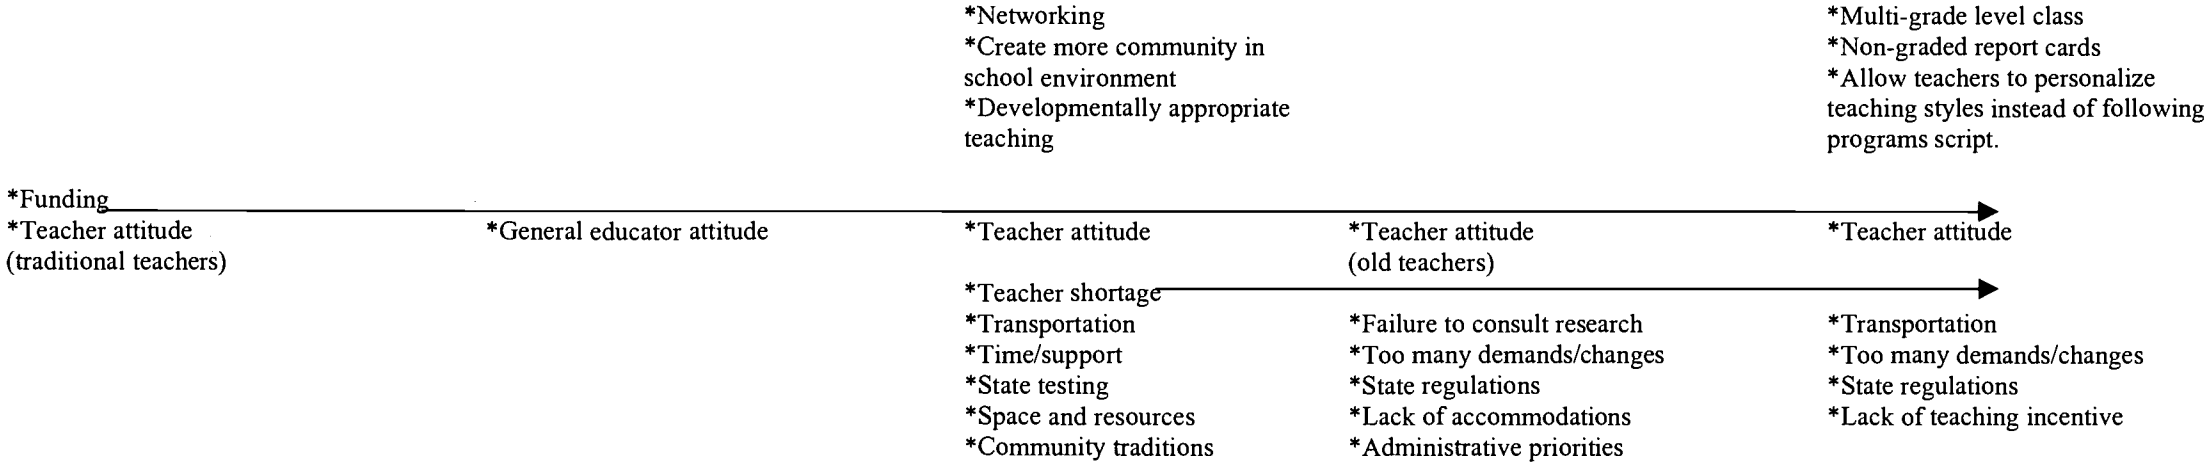 *Networking
*Create more community in
school environment
*Developmentally appropriate
teaching
*Multi-grade level class
*Non-graded report cards
*Allow teachers to personalize
teaching styles instead of following
programs script.
*Funding
*Teacher attitude
(traditional teachers)
*General educator attitude
*Teacher attitude
*Teacher shortage
*Transportation
*Time/support
*State testing
*Space and resources
*Community traditions
*Teacher attitude
(old teachers)
*Failure to consult research
*Too many demands/changes
*State regulations
*Lack of accommodations
*Administrative priorities
*Teacher attitude
*Transportation
*Too many demands/changes
*State regulations
*Lack of teaching incentive